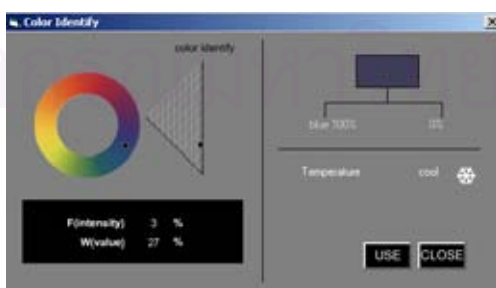 Color Identify
color identify
F(intensity) 3 %
W(value) 27 %
blue 100% 0%
Temperature cool
USE CLOSE